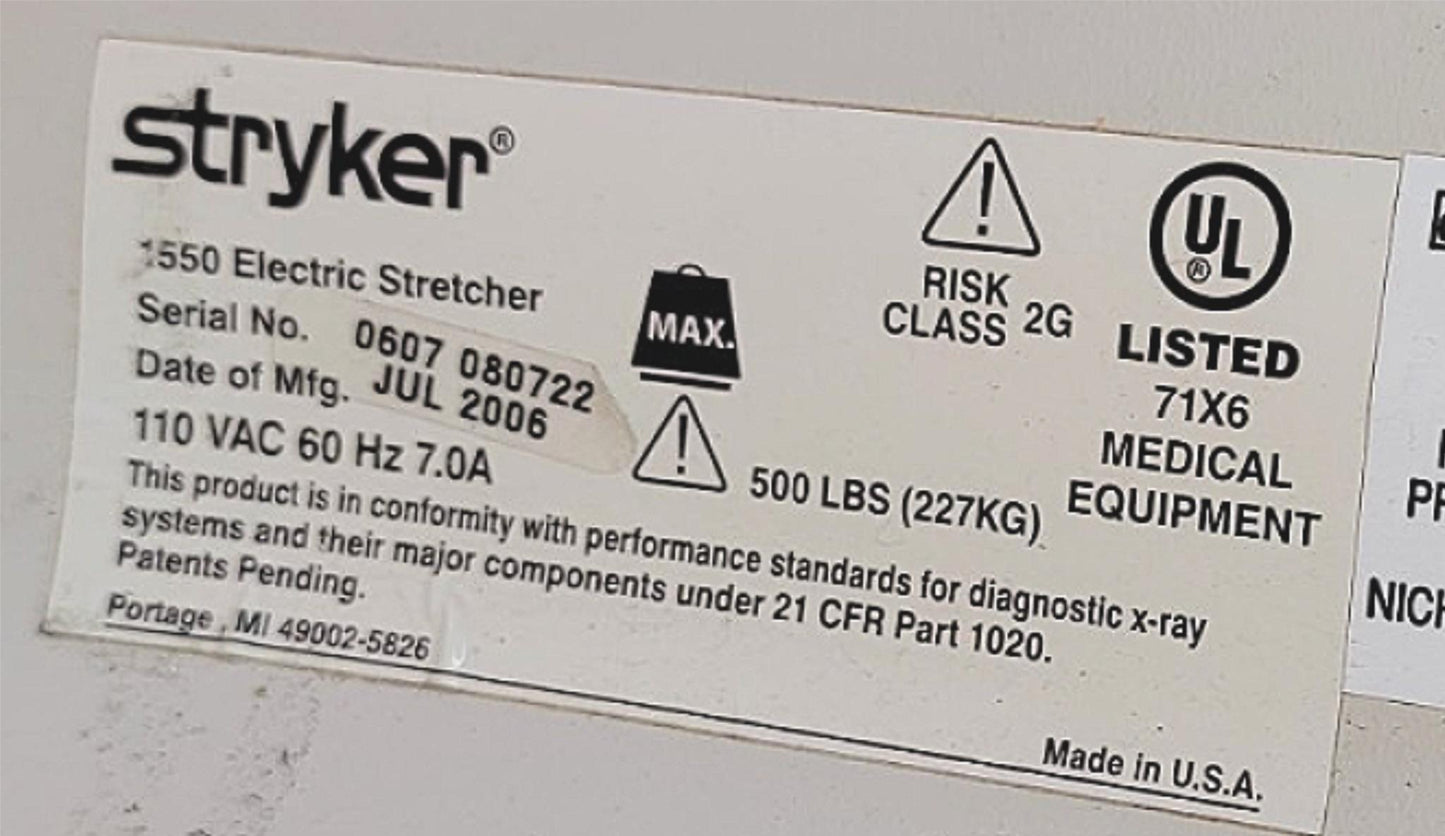 stryker®
1550 Electric Stretcher
Serial No. 0607 080722
Date of Mfg. JUL 2006
110 VAC 60 Hz 7.0A
MAX.
500 LBS (227KG)
RISK
CLASS 2G
UL®
LISTED
71X6
MEDICAL
EQUIPMENT
This product is in conformity with performance standards for diagnostic x-ray
systems and their major components under 21 CFR Part 1020.
Patents Pending.
Portage , MI 49002-5826
Made in U.S.A.